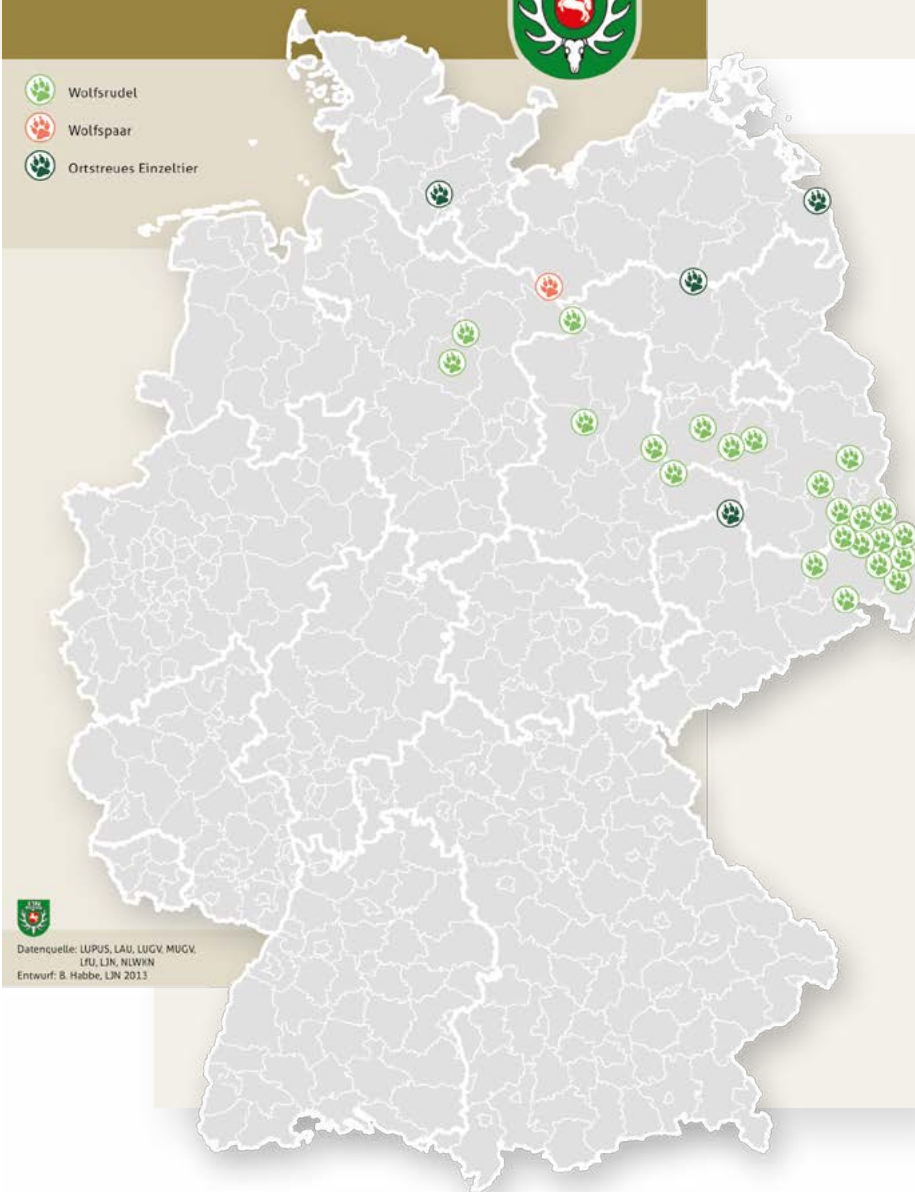 Wolfsrudel
Wolfspaar
Ortstreues Einzeltier
Datenquelle: LUPUS, LAU, LUGV, MUGV,
LfU, LJN, NLWKN
Entwurf: B. Habbe, LJN 2013